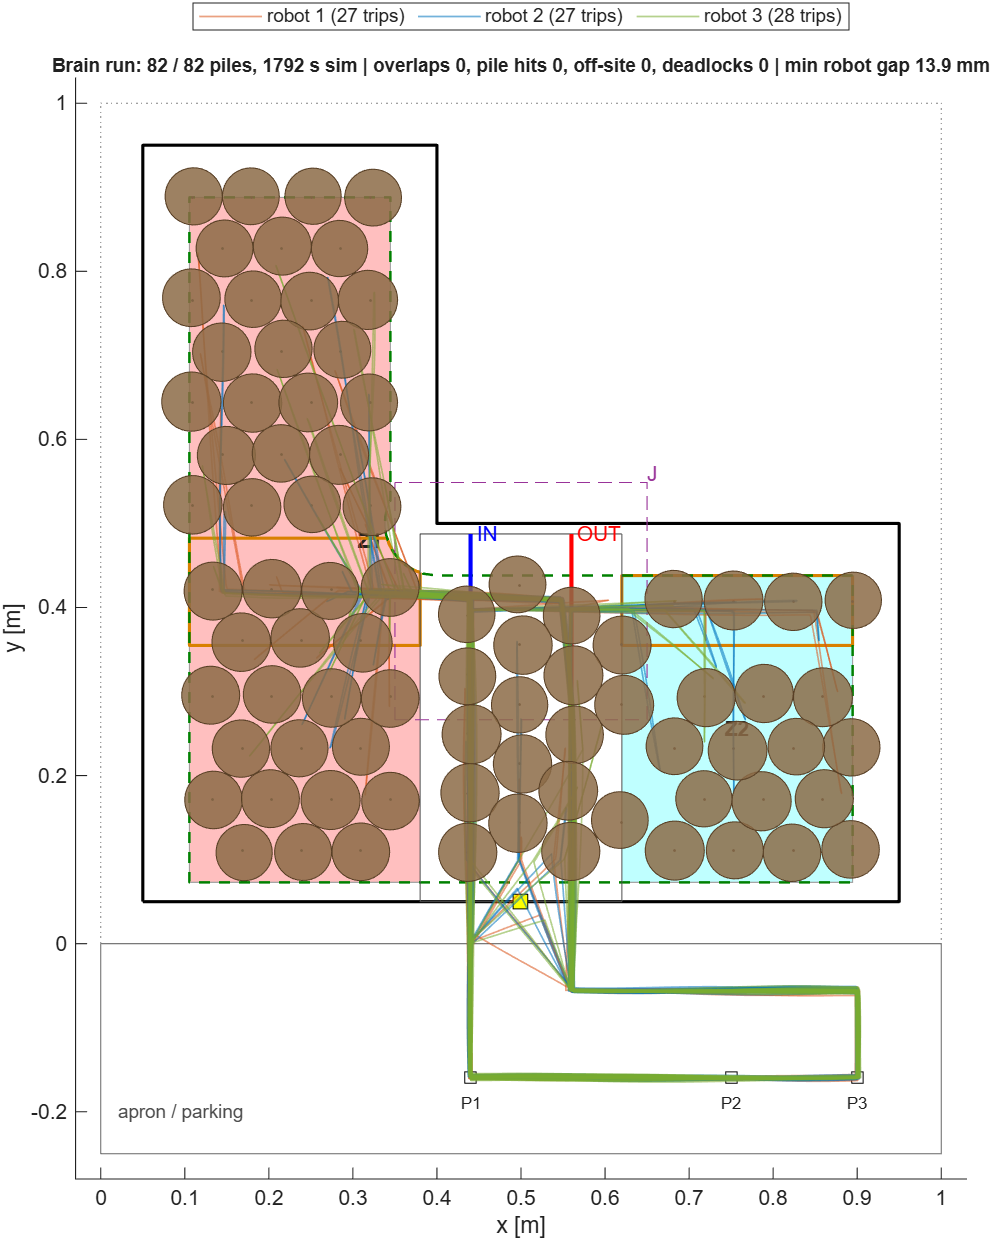 robot 1 (27 trips) robot 2 (27 trips) robot 3 (28 trips)
Brain run: 82 / 82 piles, 1792 s sim | overlaps 0, pile hits 0, off-site 0, deadlocks 0 | min robot gap 13.9 mm
1
0.8
0.6
0.4
0.2
0
-0.2
y [m]
J
IN
OUT
Z2
P1
P2
P3
apron / parking
0 0.1 0.2 0.3 0.4 0.5 0.6 0.7 0.8 0.9 1
x [m]